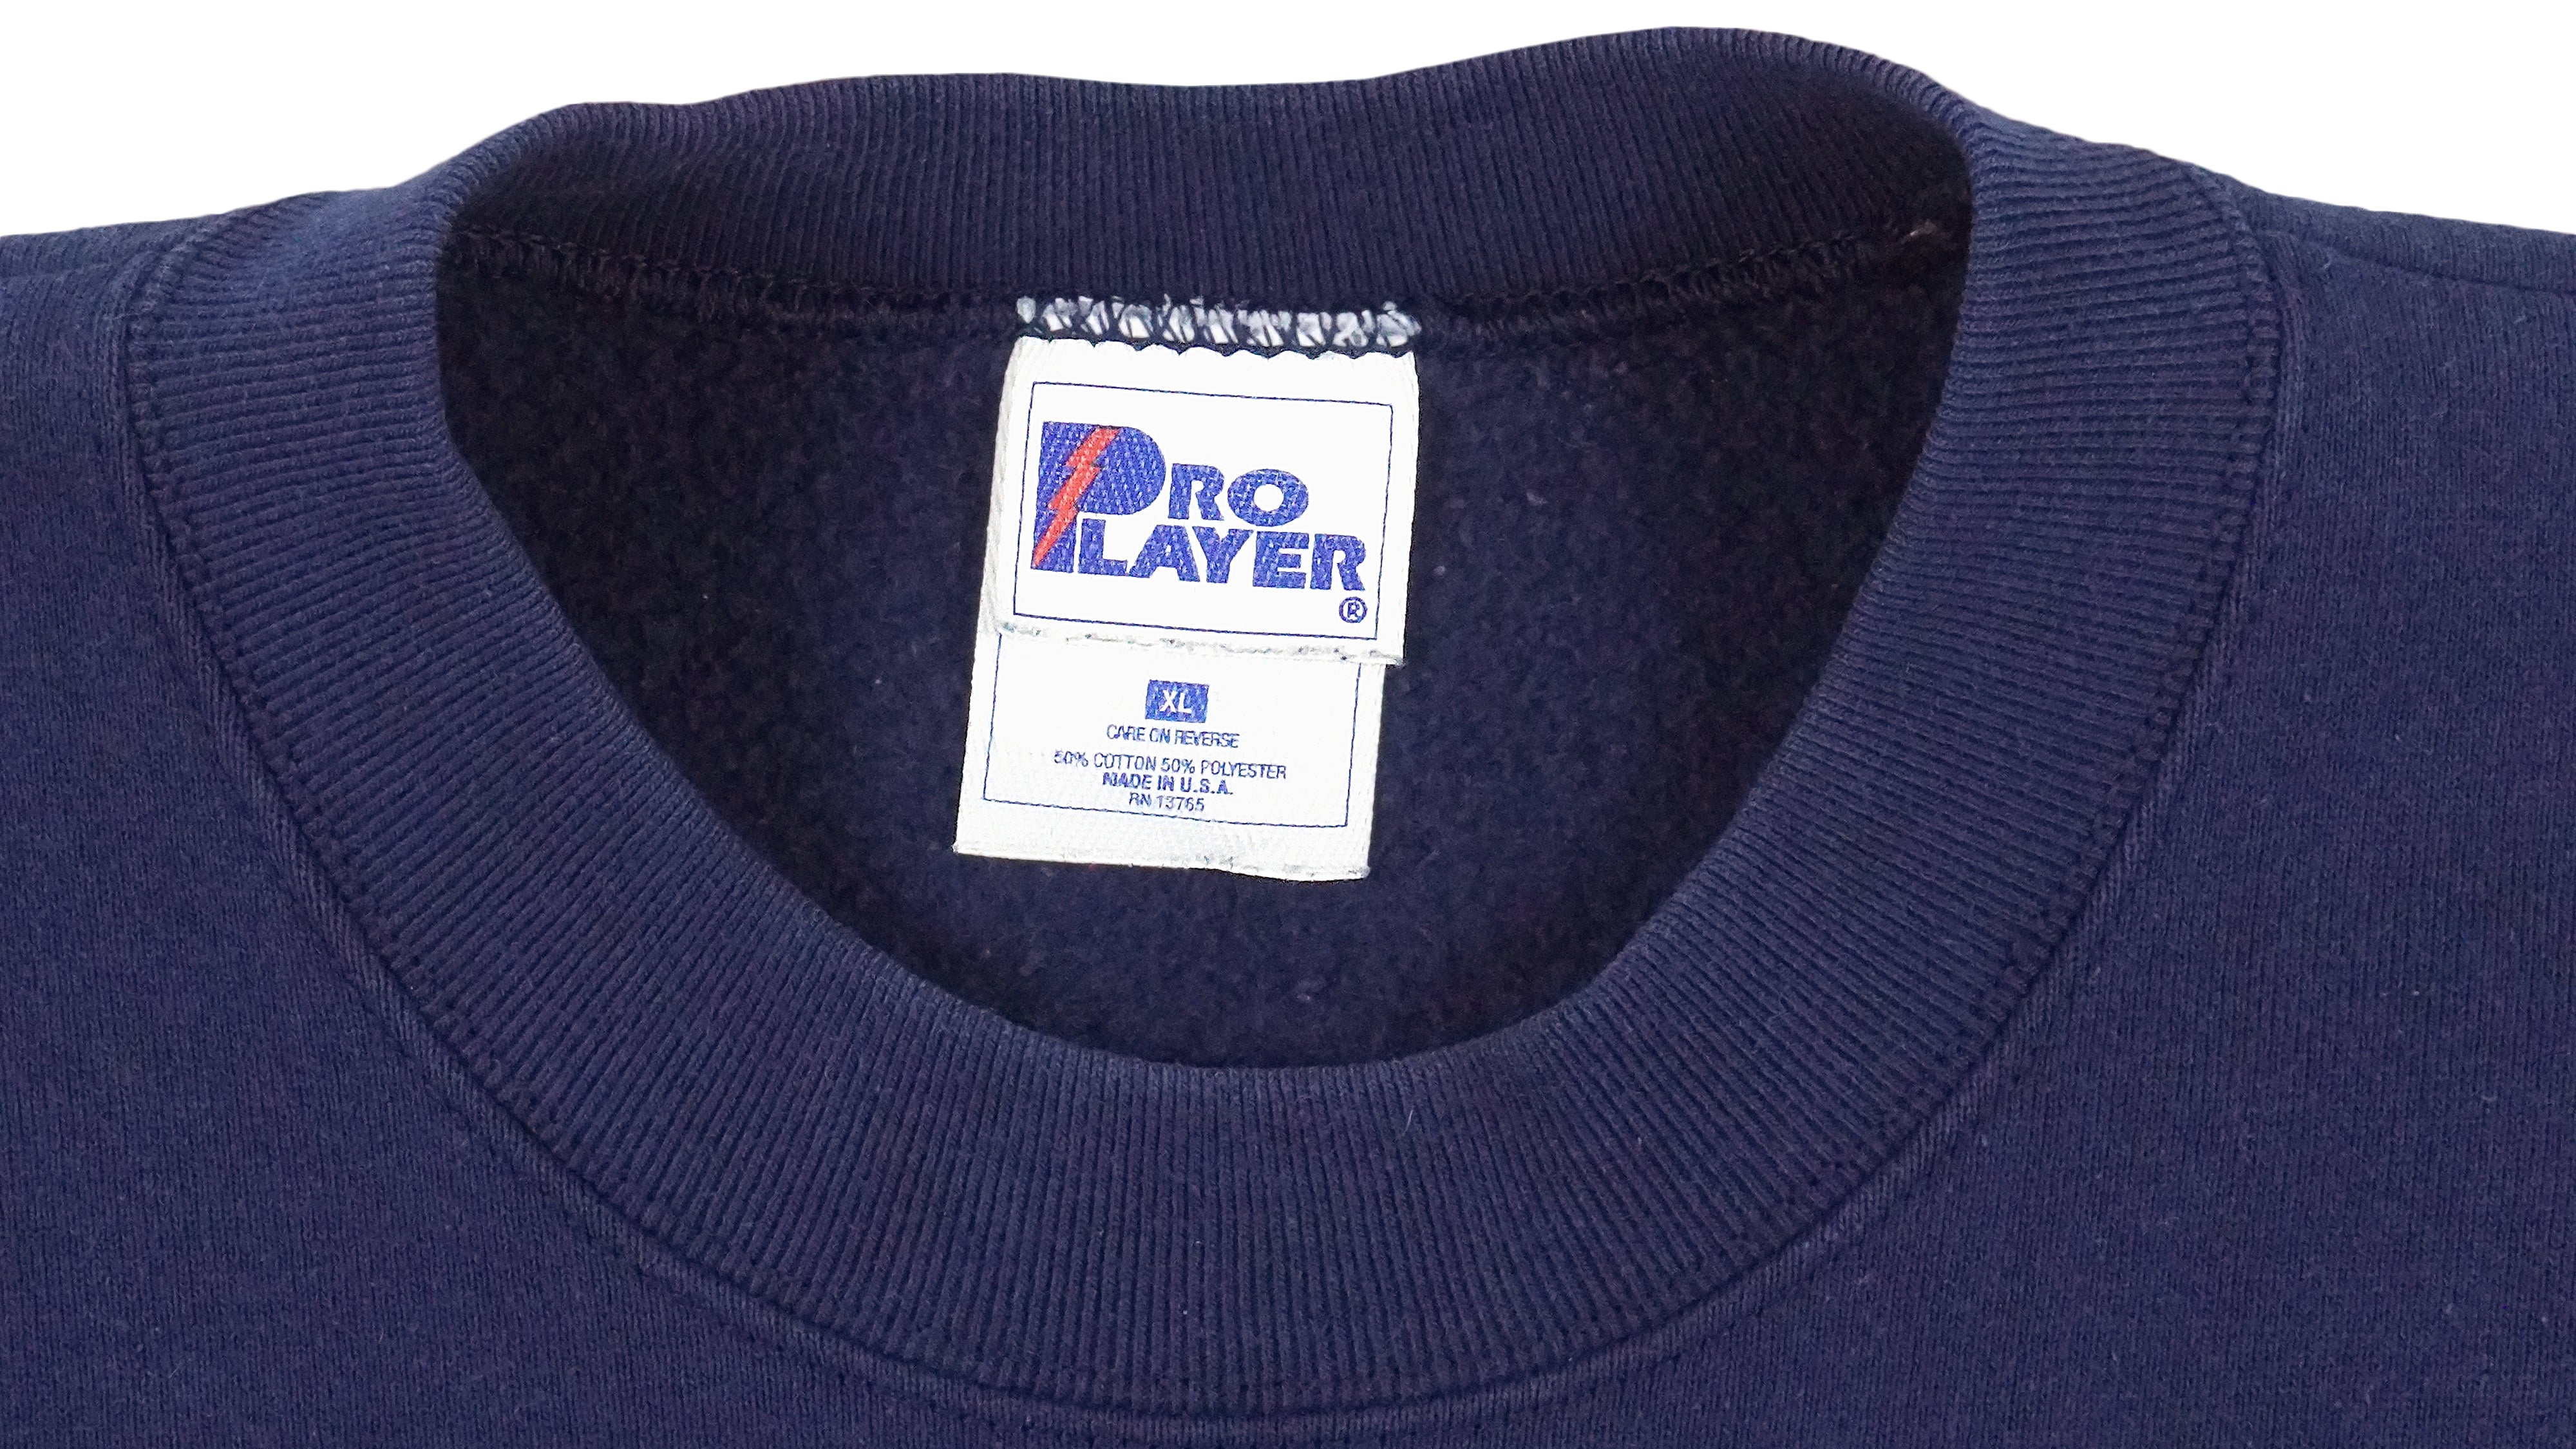 PRO
PLAYER
®
XL
CARE ON REVERSE
50% COTTON 50% POLYESTER
MADE IN U.S.A.
RN 13765